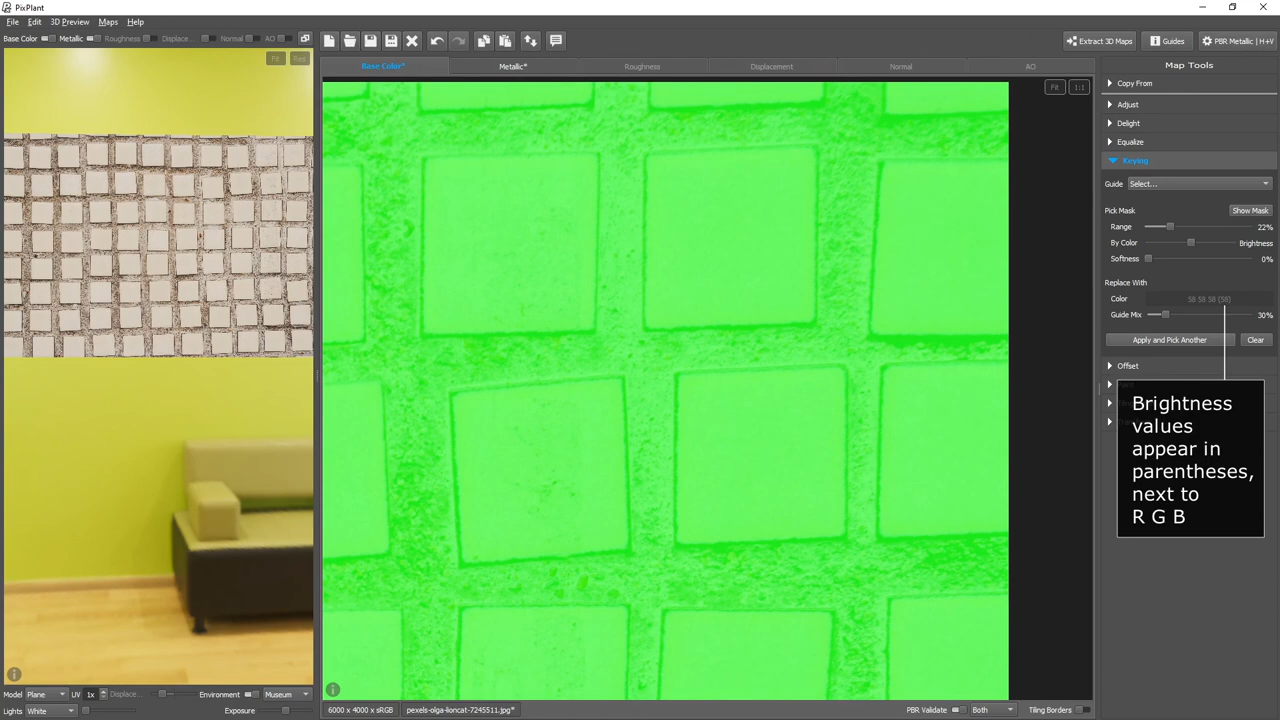 PixPlant
File Edit 3D Preview Maps Help
Base Color Metallic Roughness Displace... Normal AO
Extract 3D Maps Guides PBR Metallic | H+V
Base Color* Metallic* Roughness Displacement Normal AO
Map Tools
Fit Res
Fit 1:1
Copy From
Adjust
Delight
Equalize
Keying
Guide Select...
Pick Mask Show Mask
Range 22%
By Color Brightness
Softness 0%
Replace With
Color 58 58 58 (58)
Guide Mix 30%
Apply and Pick Another Clear
Offset
Brightness
values
appear in
parentheses,
next to
R G B
Model Plane UV 1x Displace... Environment Museum
Lights White Exposure
6000 x 4000 x sRGB pexels-olga-lioncat-7245511.jpg* PBR Validate Both Tiling Borders